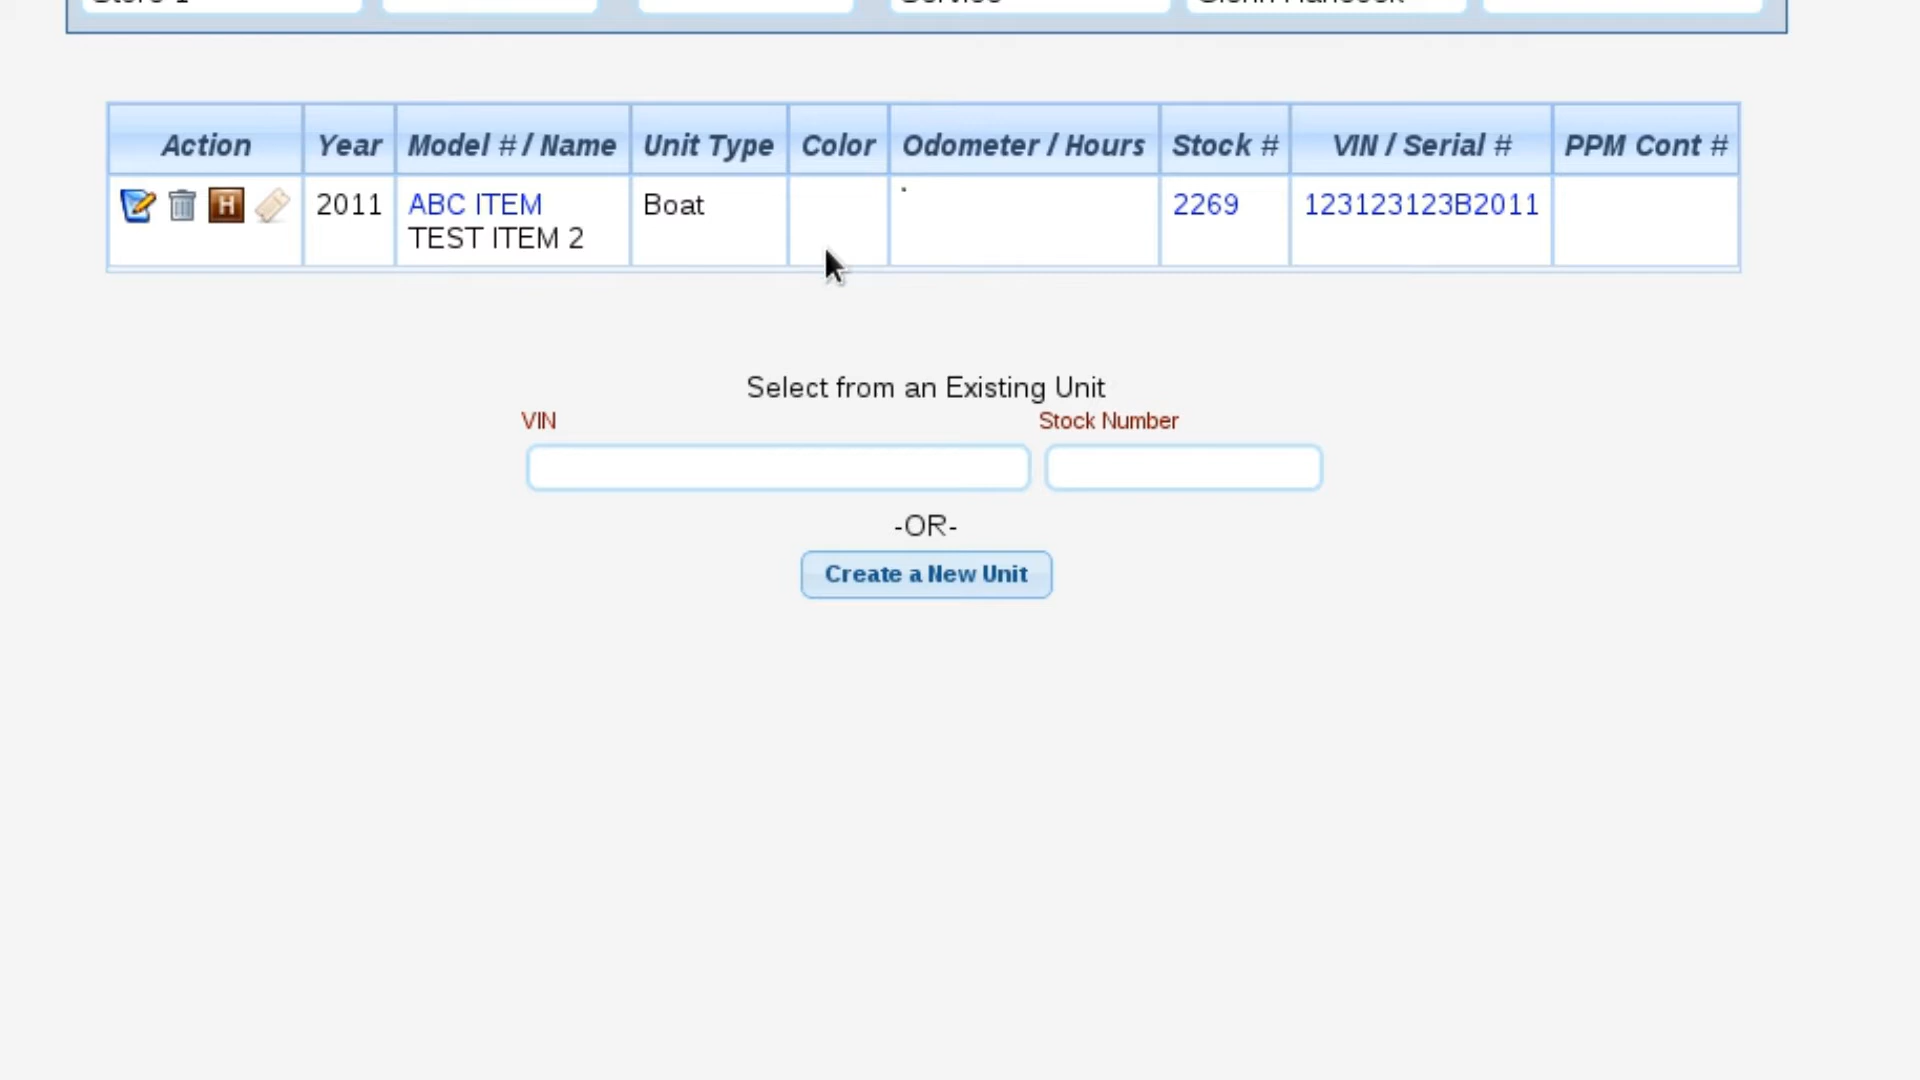 Action Year Model # / Name Unit Type Color Odometer / Hours Stock # VIN / Serial # PPM Cont #
H 2011 ABC ITEM Boat 2269 123123123B2011
TEST ITEM 2
Select from an Existing Unit
VIN Stock Number
-OR-
Create a New Unit